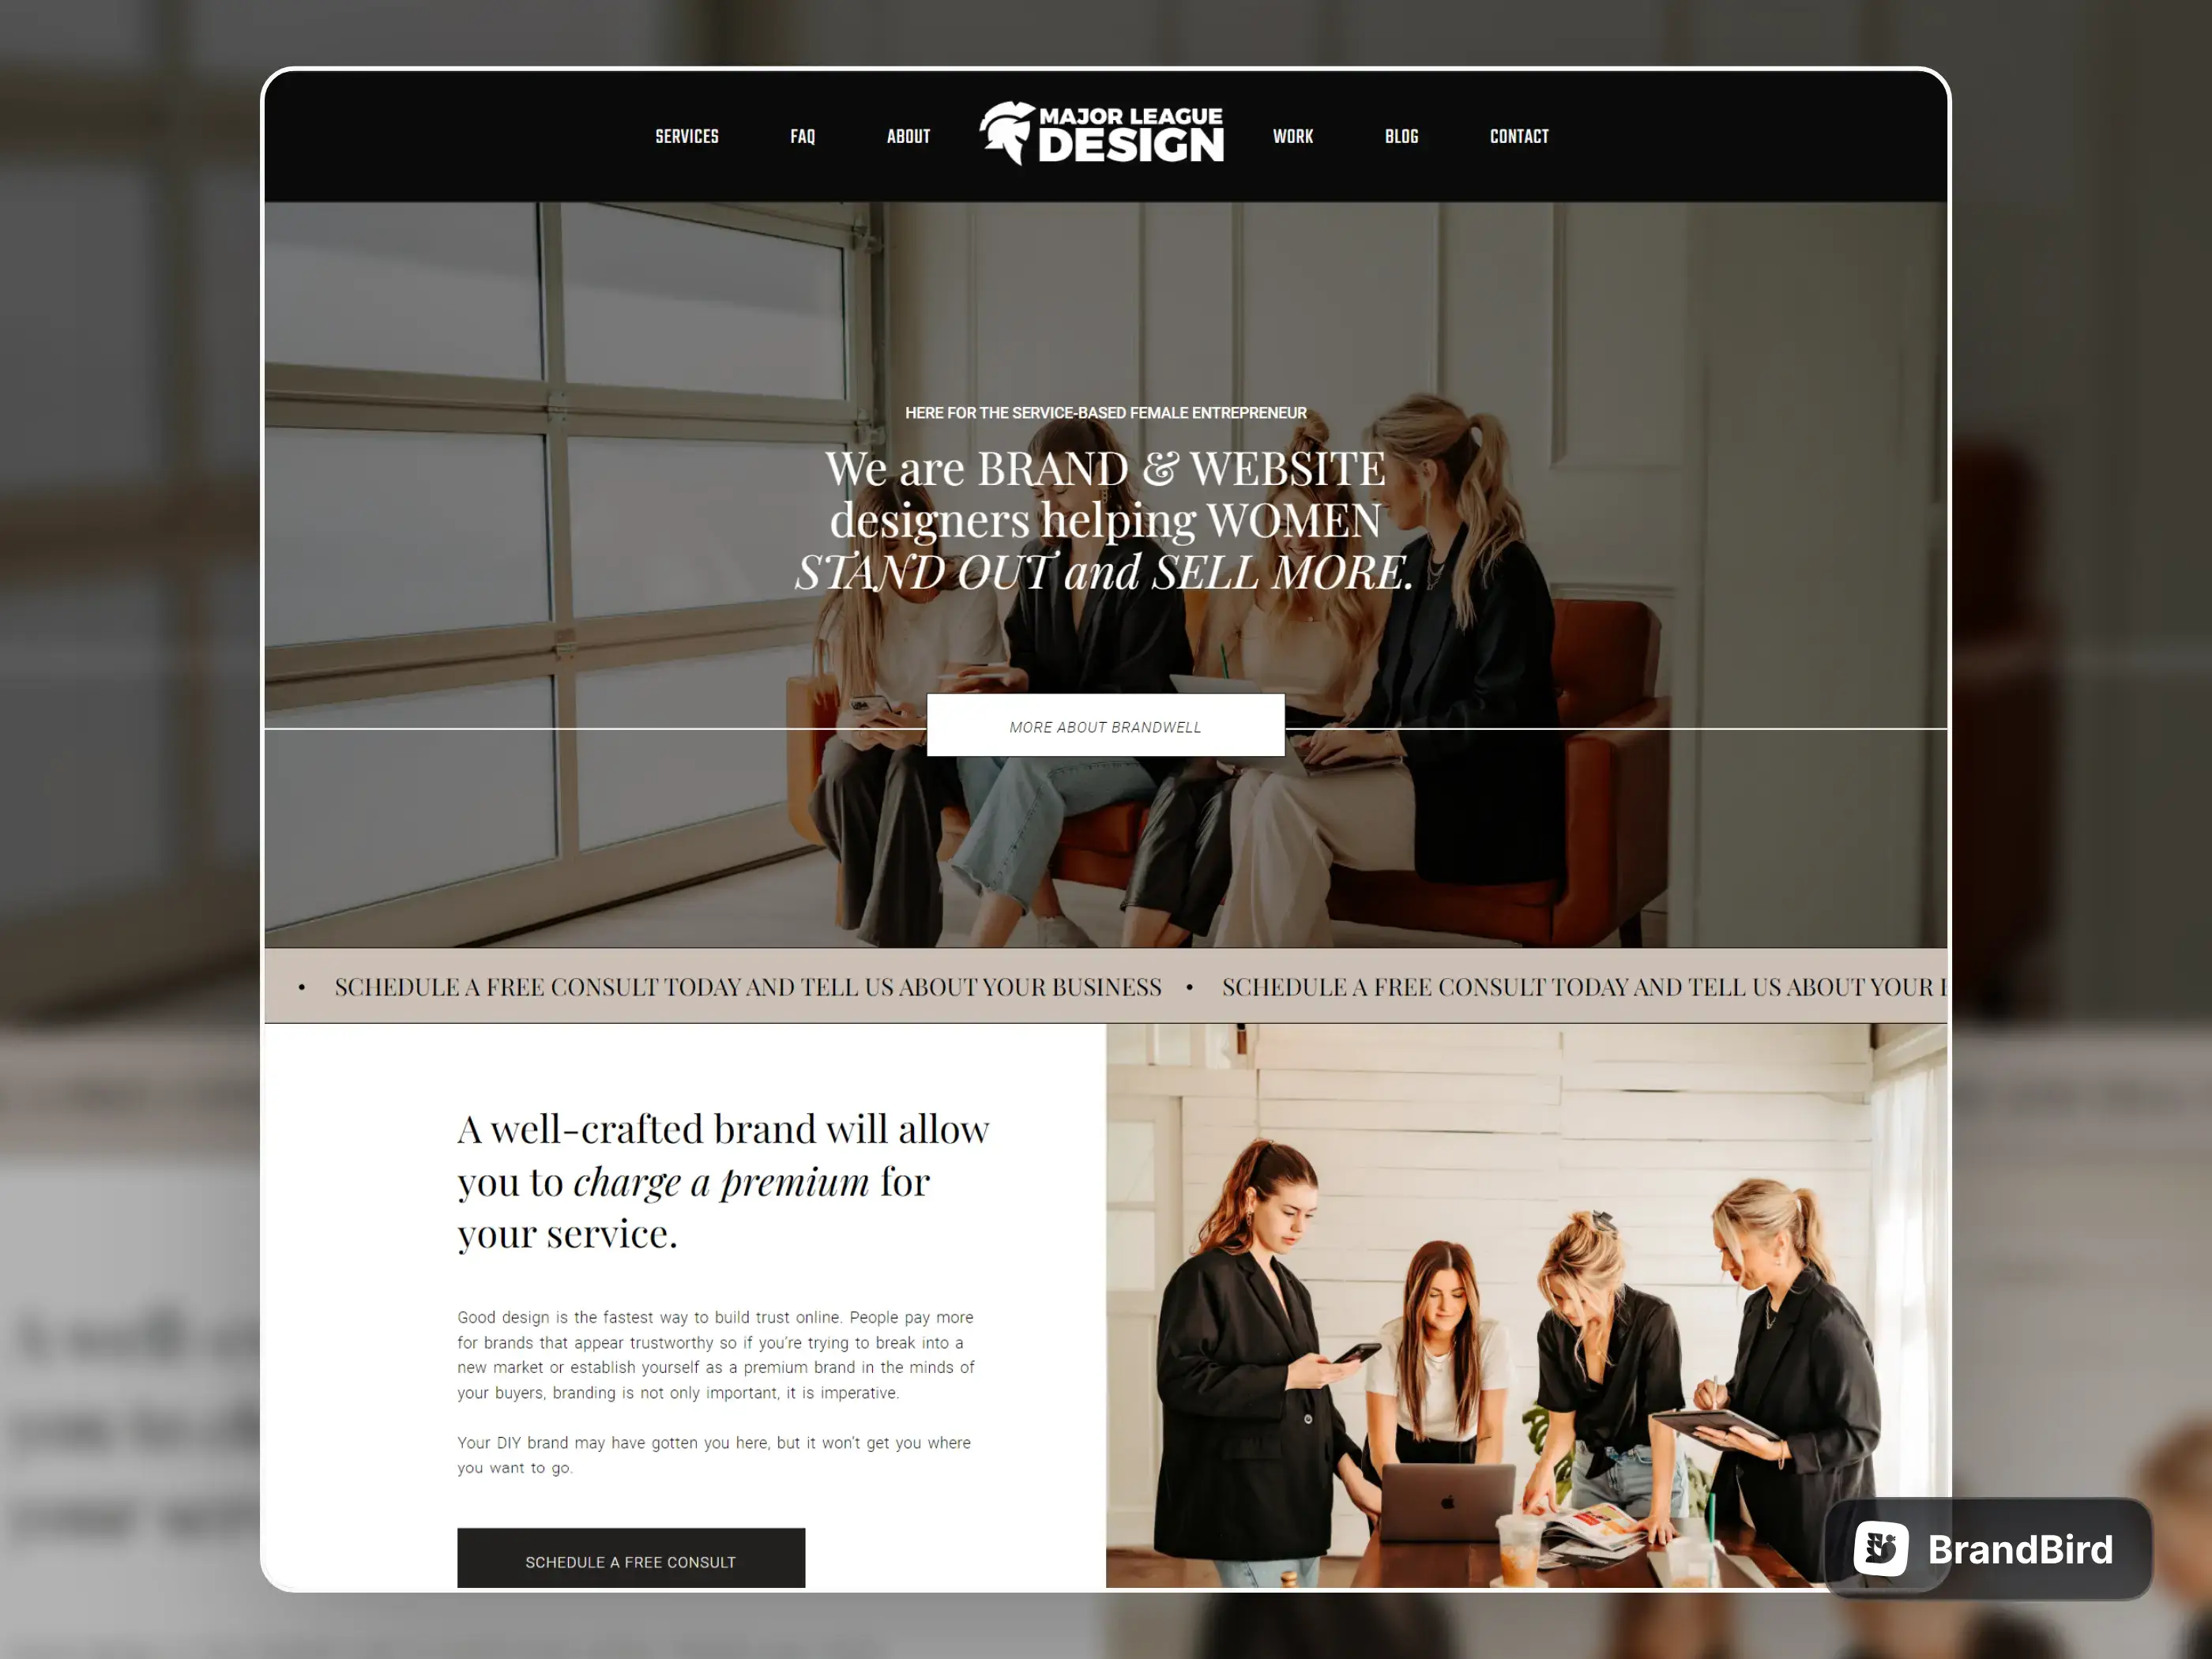 SERVICES FAQ ABOUT MAJOR LEAGUE DESIGN WORK BLOG CONTACT
HERE FOR THE SERVICE-BASED FEMALE ENTREPRENEUR
We are BRAND & WEBSITE
designers helping WOMEN
STAND OUT and SELL MORE.
MORE ABOUT BRANDWELL
• SCHEDULE A FREE CONSULT TODAY AND TELL US ABOUT YOUR BUSINESS • SCHEDULE A FREE CONSULT TODAY AND TELL US ABOUT YOUR
A well-crafted brand will allow
you to charge a premium for
your service.
Good design is the fastest way to build trust online. People pay more
for brands that appear trustworthy so if you’re trying to break into a
new market or establish yourself as a premium brand in the minds of
your buyers, branding is not only important, it is imperative.
Your DIY brand may have gotten you here, but it won’t get you where
you want to go.
SCHEDULE A FREE CONSULT
BrandBird